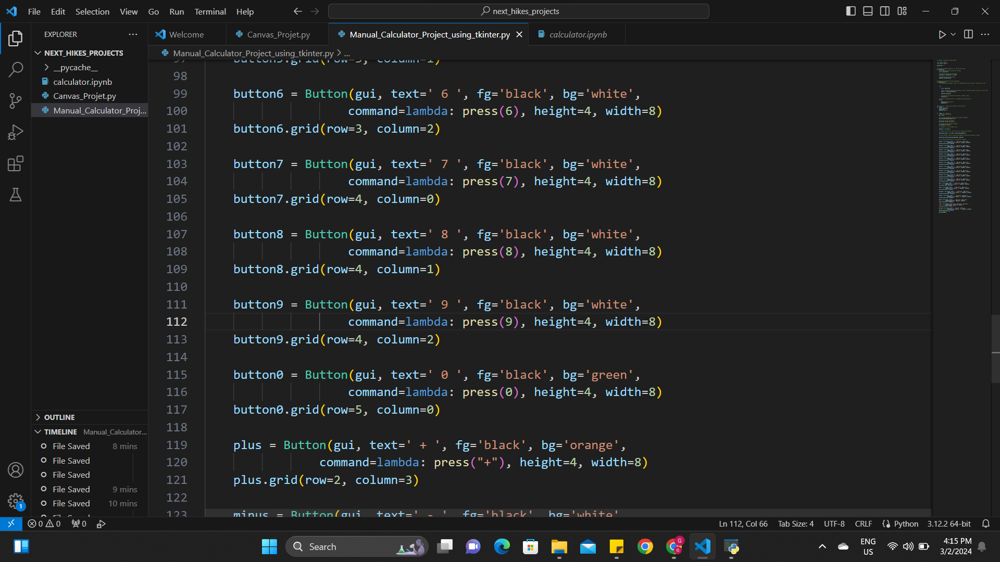 File Edit Selection View Go Run Terminal Help
next_hikes_projects
EXPLORER
Welcome
Canvas_Projet.py
Manual_Calculator_Project_using_tkinter.py
calculator.ipynb
NEXT_HIKES_PROJECTS
__pycache__
calculator.ipynb
Canvas_Projet.py
Manual_Calculator_Proj...
OUTLINE
TIMELINE Manual_Calculator...
File Saved 8 mins
File Saved
File Saved
File Saved 9 mins
File Saved 10 mins
Manual_Calculator_Project_using_tkinter.py > ...
97 button5.grid(row=3, column=1)
98
99 button6 = Button(gui, text=' 6 ', fg='black', bg='white',
100 command=lambda: press(6), height=4, width=8)
101 button6.grid(row=3, column=2)
102
103 button7 = Button(gui, text=' 7 ', fg='black', bg='white',
104 command=lambda: press(7), height=4, width=8)
105 button7.grid(row=4, column=0)
106
107 button8 = Button(gui, text=' 8 ', fg='black', bg='white',
108 command=lambda: press(8), height=4, width=8)
109 button8.grid(row=4, column=1)
110
111 button9 = Button(gui, text=' 9 ', fg='black', bg='white',
112 command=lambda: press(9), height=4, width=8)
113 button9.grid(row=4, column=2)
114
115 button0 = Button(gui, text=' 0 ', fg='black', bg='green',
116 command=lambda: press(0), height=4, width=8)
117 button0.grid(row=5, column=0)
118
119 plus = Button(gui, text=' + ', fg='black', bg='orange',
120 command=lambda: press("+"), height=4, width=8)
121 plus.grid(row=2, column=3)
122
123 minus = Button(gui, text=' - ', fg='black', bg='white',
1
0 0 0
Ln 112, Col 66 Tab Size: 4 UTF-8 CRLF Python 3.12.2 64-bit
Search
ENG
US
4:15 PM
3/2/2024